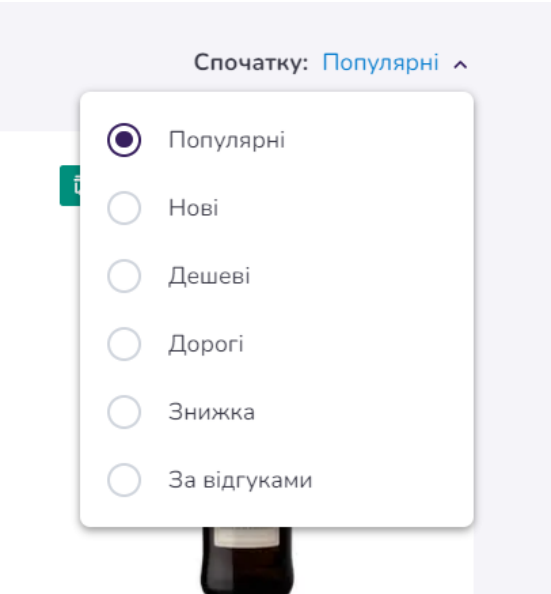 Спочатку: Популярні
Популярні
Нові
Дешеві
Дорогі
Знижка
За відгуками